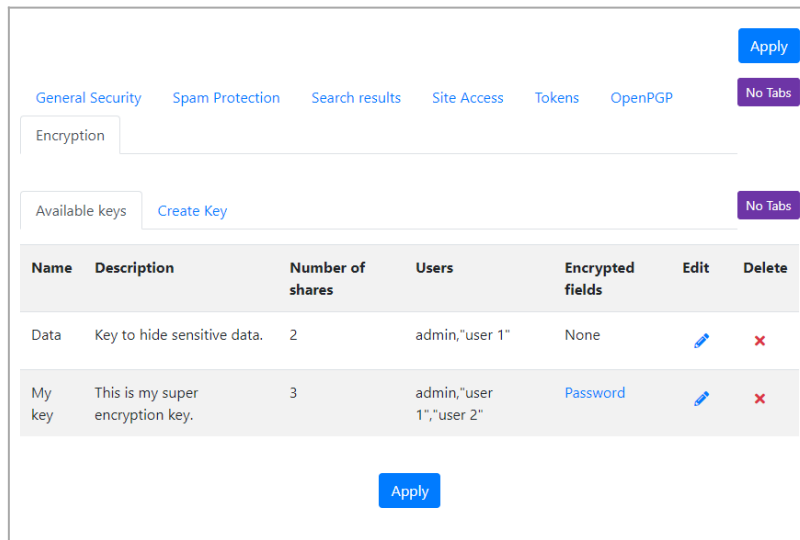 Apply
General Security Spam Protection Search results Site Access Tokens OpenPGP No Tabs
Encryption
Available keys Create Key No Tabs
Name Description Number of shares Users Encrypted fields Edit Delete
Data Key to hide sensitive data. 2 admin,"user 1" None
My key This is my super encryption key. 3 admin,"user 1","user 2" Password
Apply